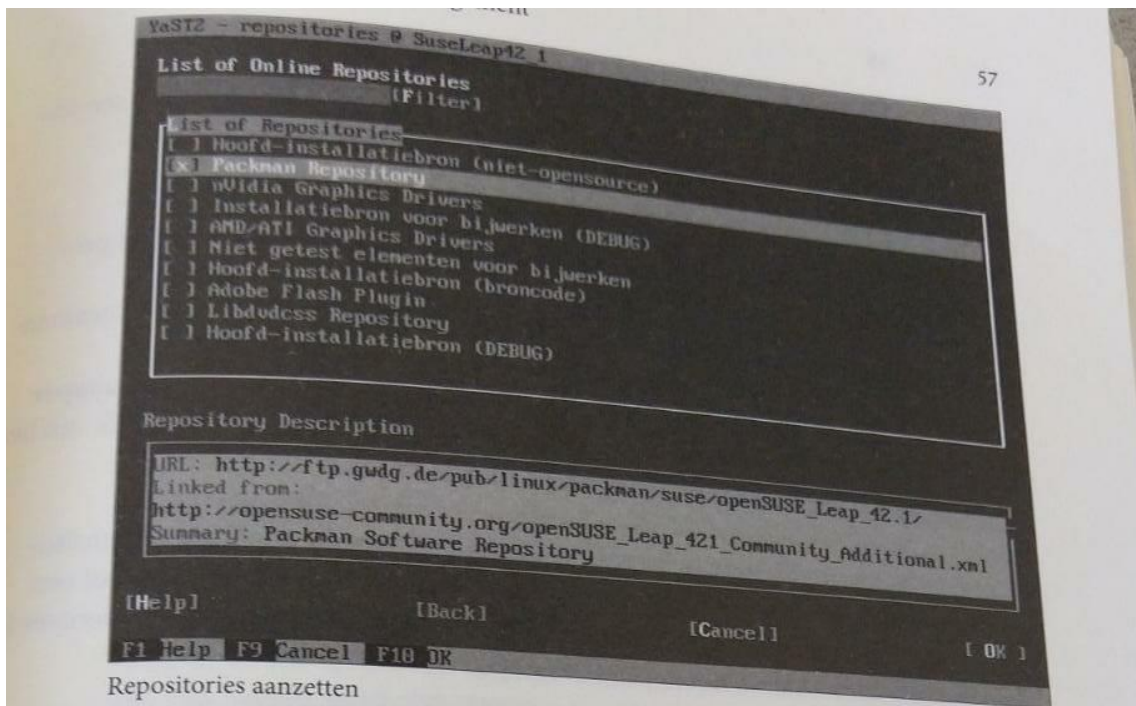 YaST2 - repositories @ SuseLeap42_1
57
List of Online Repositories
[Filter]
List of Repositories
[ ] Hoofd-installatiebron (niet-opensource)
[x] Packman Repository
[ ] nVidia Graphics Drivers
[ ] Installatiebron voor bijwerken (DEBUG)
[ ] AMD/ATI Graphics Drivers
[ ] Niet getest elementen voor bijwerken
[ ] Hoofd-installatiebron (broncode)
[ ] Adobe Flash Plugin
[ ] Libdvdcss Repository
[ ] Hoofd-installatiebron (DEBUG)
Repository Description
URL: http://ftp.gwdg.de/pub/linux/packman/suse/openSUSE_Leap_42.1/
Linked from:
http://opensuse-community.org/openSUSE_Leap_421_Community_Additional.xml
Summary: Packman Software Repository
[Help] [Back] [Cancel] [ OK ]
F1 Help F9 Cancel F10 OK
Repositories aanzetten